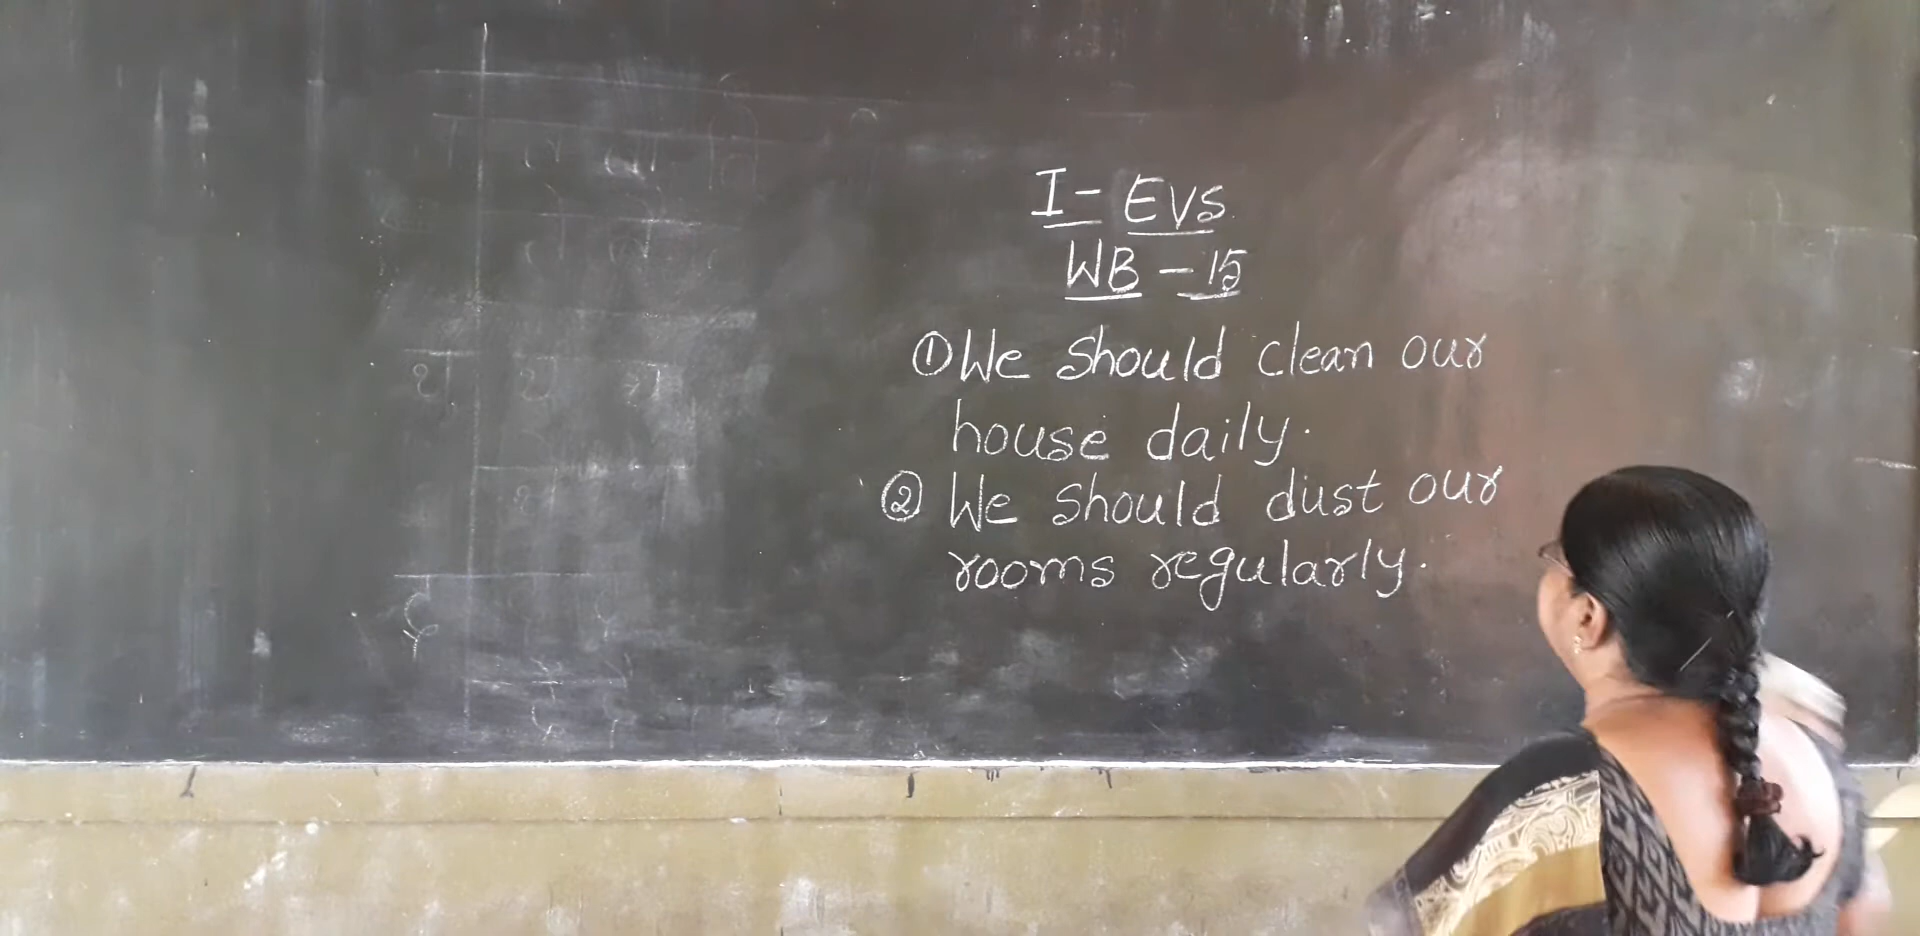 I - EVS
WB - 15
① We should clean our
house daily.
② We should dust our
rooms regularly.